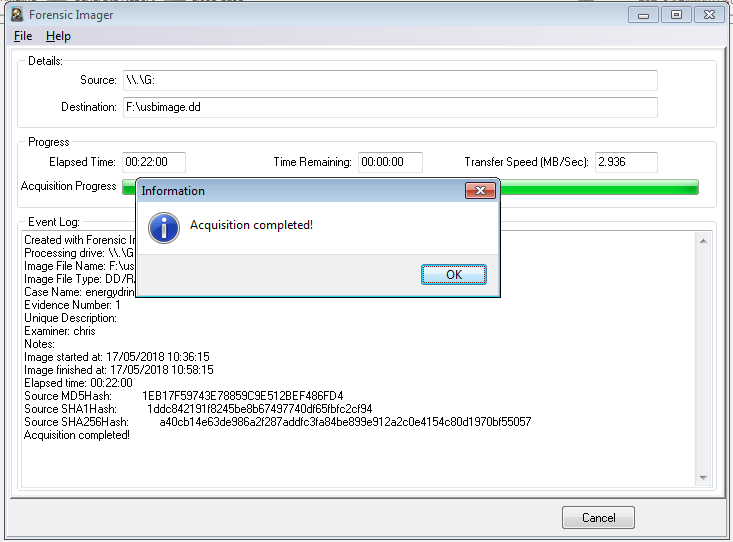 Forensic Imager
File Help
Details:
Source: \\.\G:
Destination: F:\usbimage.dd
Progress
Elapsed Time: 00:22:00 Time Remaining: 00:00:00 Transfer Speed (MB/Sec): 2.936
Acquisition Progress
Information
Acquisition completed!
OK
Event Log:
Created with Forensic Im
Processing drive: \\.\G
Image File Name: F:\us
Image File Type: DD/RA
Case Name: energydrin
Evidence Number: 1
Unique Description:
Examiner: chris
Notes:
Image started at: 17/05/2018 10:36:15
Image finished at: 17/05/2018 10:58:15
Elapsed time: 00:22:00
Source MD5Hash: 1EB17F59743E78859C9E512BEF486FD4
Source SHA1Hash: 1ddc842191f8245be8b67497740df65fbfc2cf94
Source SHA256Hash: a40cb14e63de986a2f287addfc3fa84be899e912a2c0e4154c80d1970bf55057
Acquisition completed!
Cancel